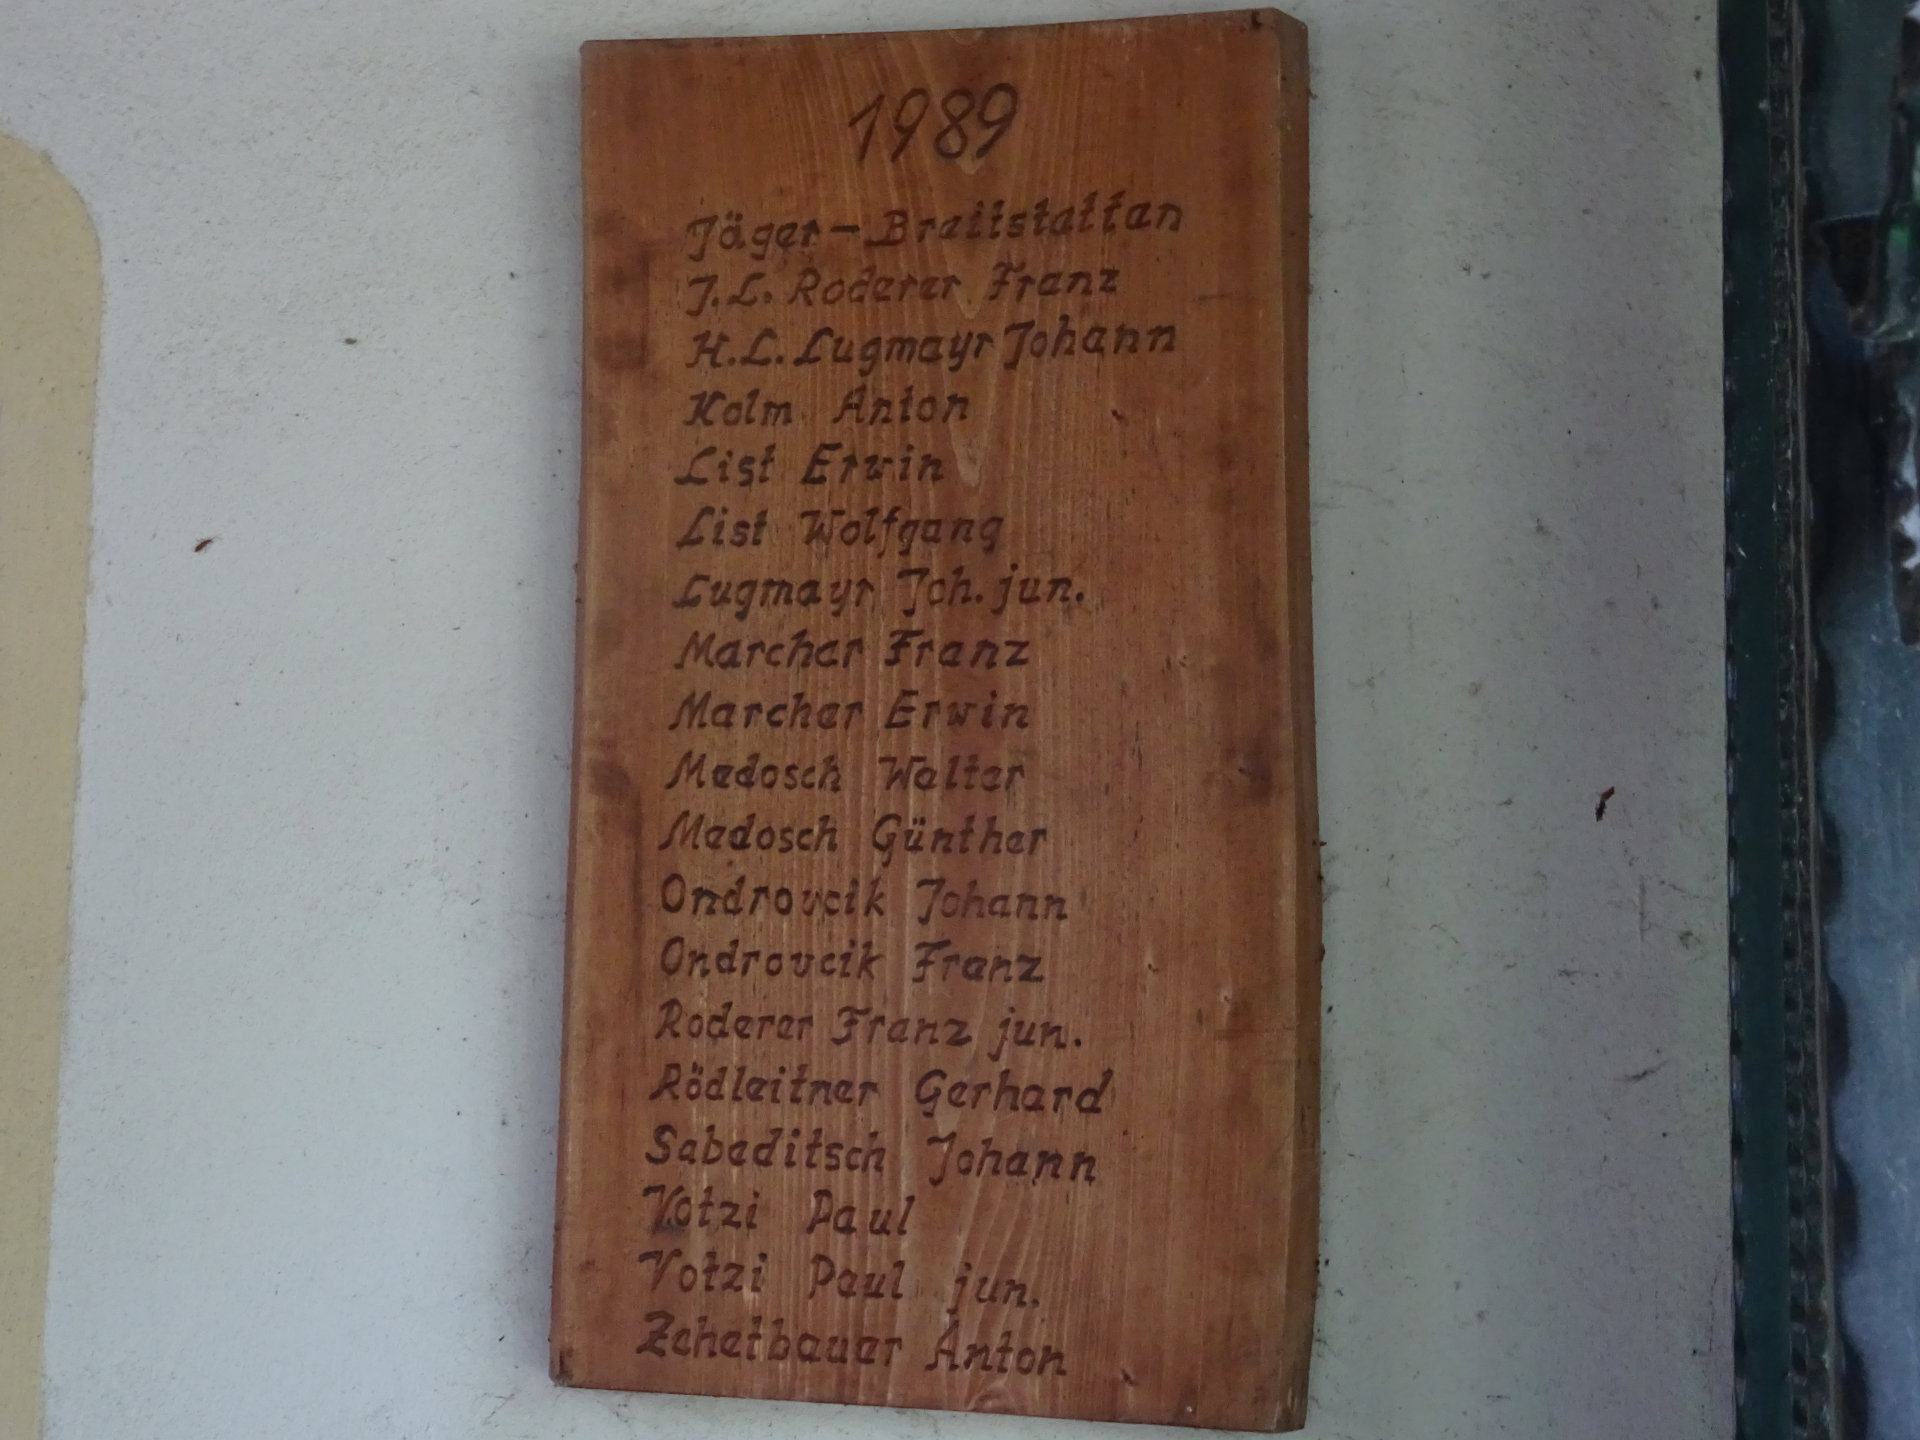 1989
Jäger-Breitstetten
J.L. Roderer Franz
H.L. Lugmayr Johann
Kolm Anton
List Erwin
List Wolfgang
Lugmayr Joh. jun.
Marcher Franz
Marcher Erwin
Medosch Walter
Medosch Günther
Ondrovcik Johann
Ondrovcik Franz
Roderer Franz jun.
Rödleitner Gerhard
Sabeditsch Johann
Votzi Paul
Votzi Paul jun.
Zehetbauer Anton